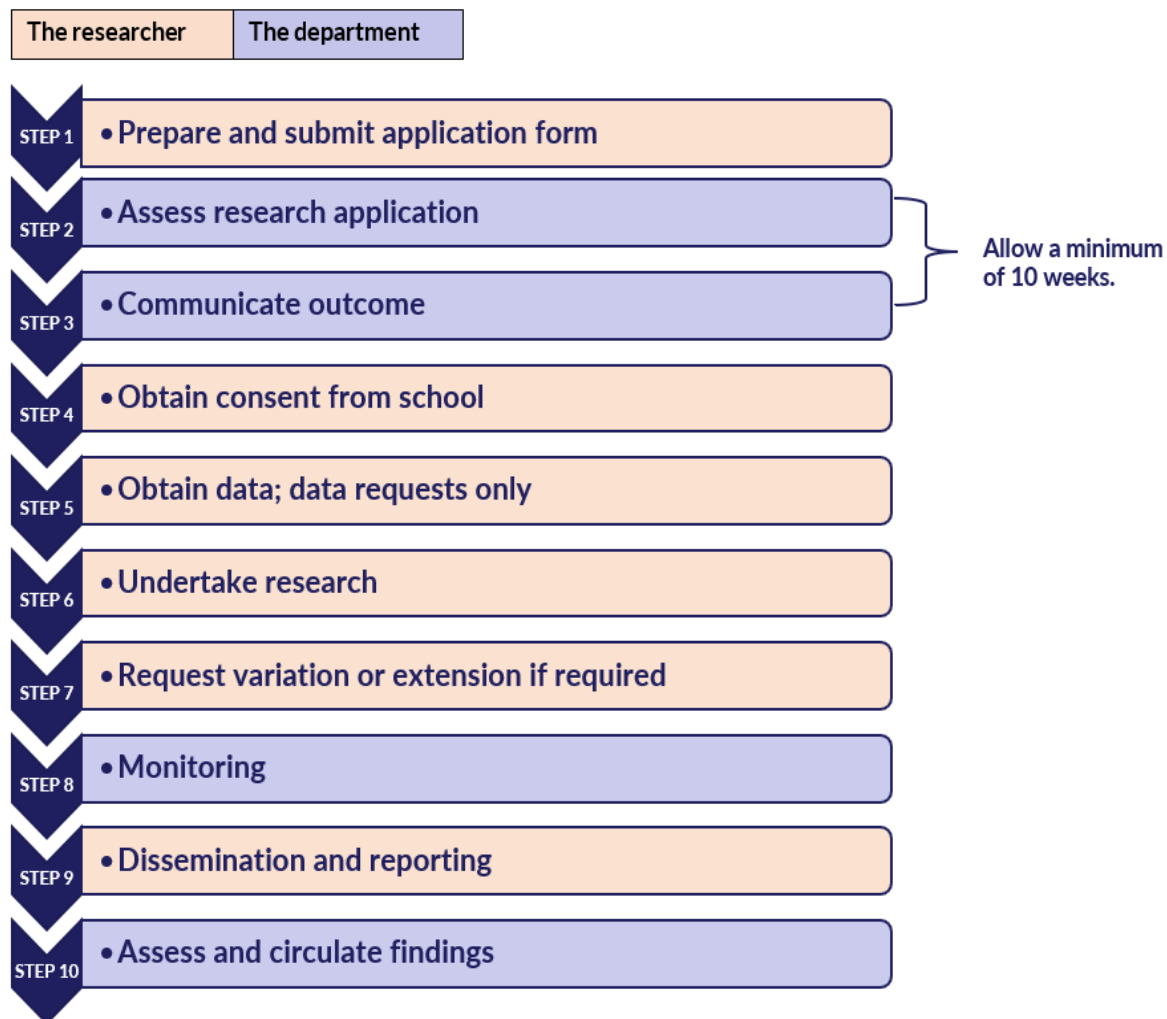 The researcher
The department
STEP 1
• Prepare and submit application form
STEP 2
• Assess research application
STEP 3
• Communicate outcome
Allow a minimum
of 10 weeks.
STEP 4
• Obtain consent from school
STEP 5
• Obtain data; data requests only
STEP 6
• Undertake research
STEP 7
• Request variation or extension if required
STEP 8
• Monitoring
STEP 9
• Dissemination and reporting
STEP 10
• Assess and circulate findings